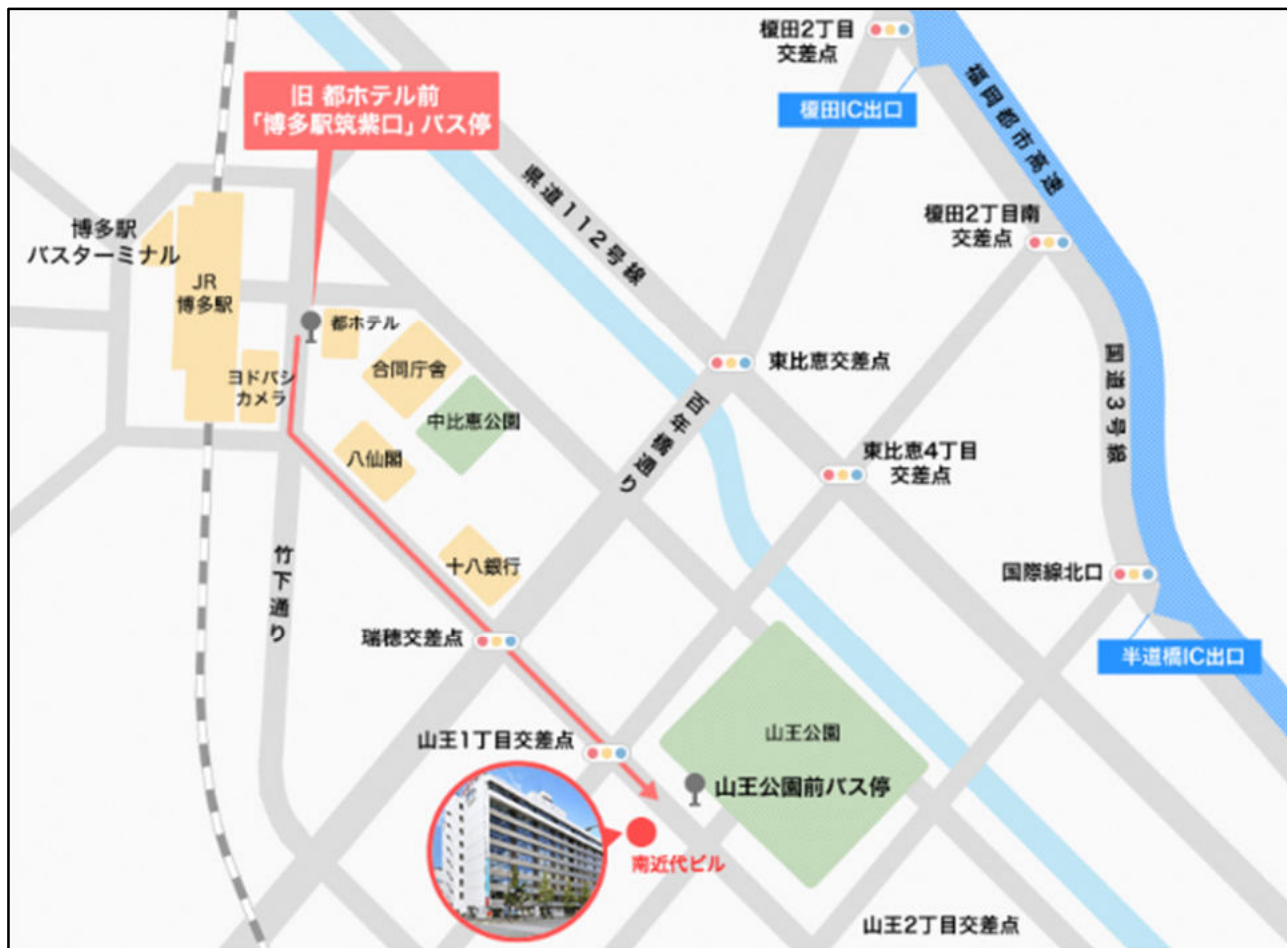 榎田2丁目
交差点
旧 都ホテル前
「博多駅筑紫口」バス停
榎田IC出口
福岡都市高速
県道112号線
榎田2丁目南
交差点
博多駅
バスターミナル
JR
博多駅
都ホテル
合同庁舎
ヨドバシ
カメラ
中比恵公園
八仙閣
東比恵交差点
百年橋通り
国道3号線
東比恵4丁目
交差点
十八銀行
竹下通り
国際線北口
瑞穂交差点
半道橋IC出口
山王1丁目交差点
山王公園
山王公園前バス停
南近代ビル
山王2丁目交差点